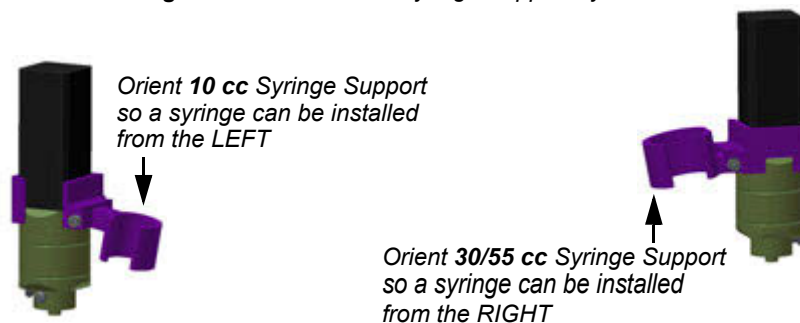 Orient 10 cc Syringe Support
so a syringe can be installed
from the LEFT
Orient 30/55 cc Syringe Support
so a syringe can be installed
from the RIGHT